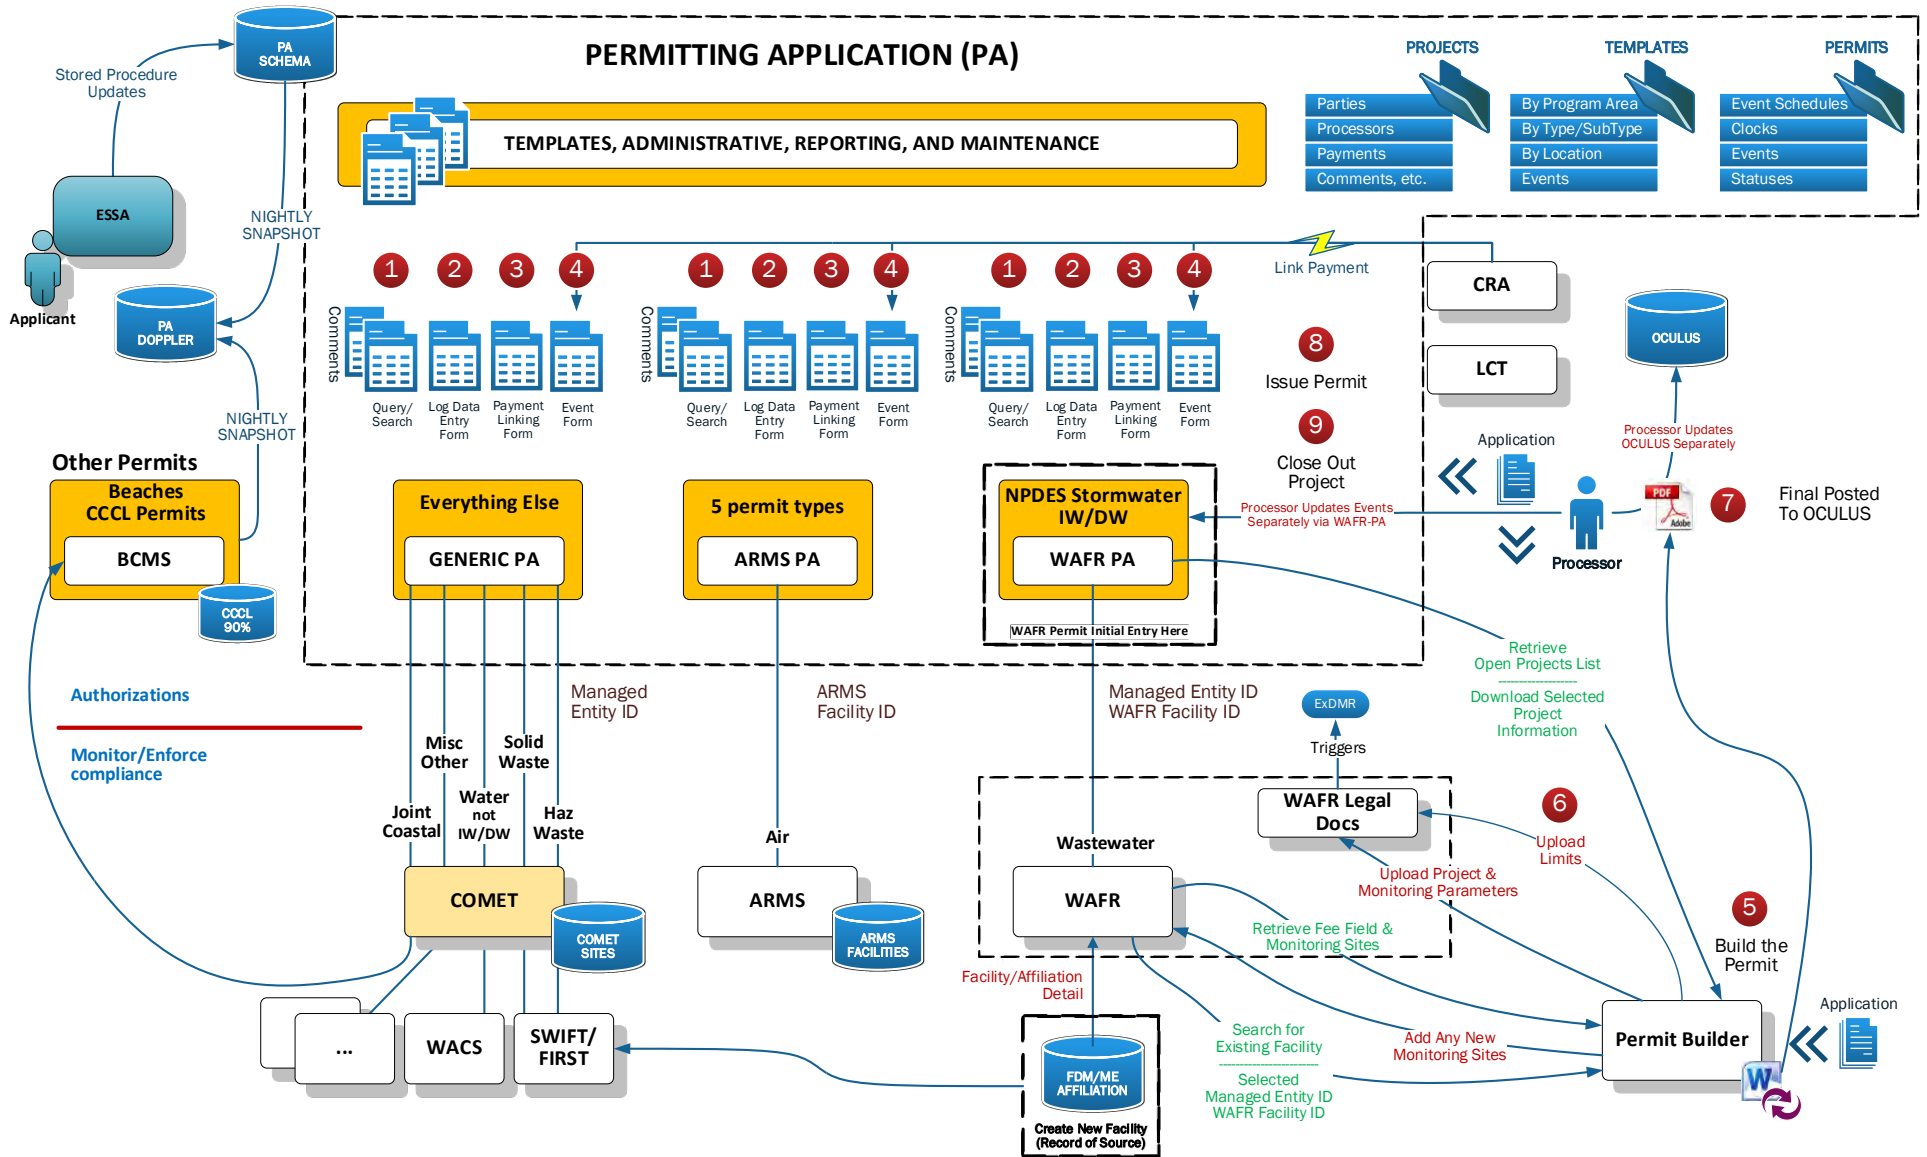 PERMITTING APPLICATION (PA)
PA
SCHEMA
Stored Procedure
Updates
ESSA
Applicant
NIGHTLY
SNAPSHOT
PA
DOPPLER
NIGHTLY
SNAPSHOT
TEMPLATES, ADMINISTRATIVE, REPORTING, AND MAINTENANCE
PROJECTS
Parties
Processors
Payments
Comments, etc.
TEMPLATES
By Program Area
By Type/SubType
By Location
Events
PERMITS
Event Schedules
Clocks
Events
Statuses
1
2
3
4
Comments
Query/
Search
Log Data
Entry
Form
Payment
Linking
Form
Event
Form
1
2
3
4
Comments
Query/
Search
Log Data
Entry
Form
Payment
Linking
Form
Event
Form
1
2
3
4
Comments
Query/
Search
Log Data
Entry
Form
Payment
Linking
Form
Event
Form
Link Payment
CRA
LCT
OCULUS
8
Issue Permit
9
Close Out
Project
Processor Updates
OCULUS Separately
Application
Processor Updates Events
Separately via WAFR-PA
Processor
PDF
Adobe
7
Final Posted
To OCULUS
Other Permits
Beaches
CCCL Permits
BCMS
CCCL
90%
Everything Else
GENERIC PA
5 permit types
ARMS PA
NPDES Stormwater
IW/DW
WAFR PA
WAFR Permit Initial Entry Here
Authorizations
Monitor/Enforce
compliance
Managed
Entity ID
ARMS
Facility ID
Managed Entity ID
WAFR Facility ID
Retrieve
Open Projects List
--------------------
Download Selected
Project
Information
ExDMR
Triggers
WAFR Legal
Docs
6
Upload
Limits
Upload Project &
Monitoring Parameters
Joint
Coastal
Misc
Other
Water
not
IW/DW
Solid
Waste
Haz
Waste
Air
Wastewater
COMET
COMET
SITES
ARMS
ARMS
FACILITIES
WAFR
Retrieve Fee Field &
Monitoring Sites
Facility/Affiliation
Detail
5
Build the
Permit
Permit Builder
W
Application
...
WACS
SWIFT/
FIRST
FDM/ME
AFFILIATION
Create New Facility
(Record of Source)
Search for
Existing Facility
--------------------------
Selected
Managed Entity ID
WAFR Facility ID
Add Any New
Monitoring Sites